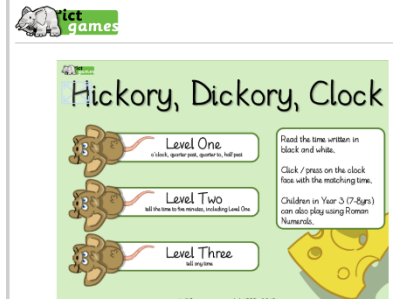 ict
games
ict
games
Hickory, Dickory, Clock
Level One
o'clock, quarter past, quarter to, half past
Level Two
tell the time to five minutes, including Level One
Level Three
tell any time
Read the time written in
black and white.
Click / press on the clock
face with the matching time.
Children in Year 3 (7-8yrs)
can also play using Roman
Numerals.